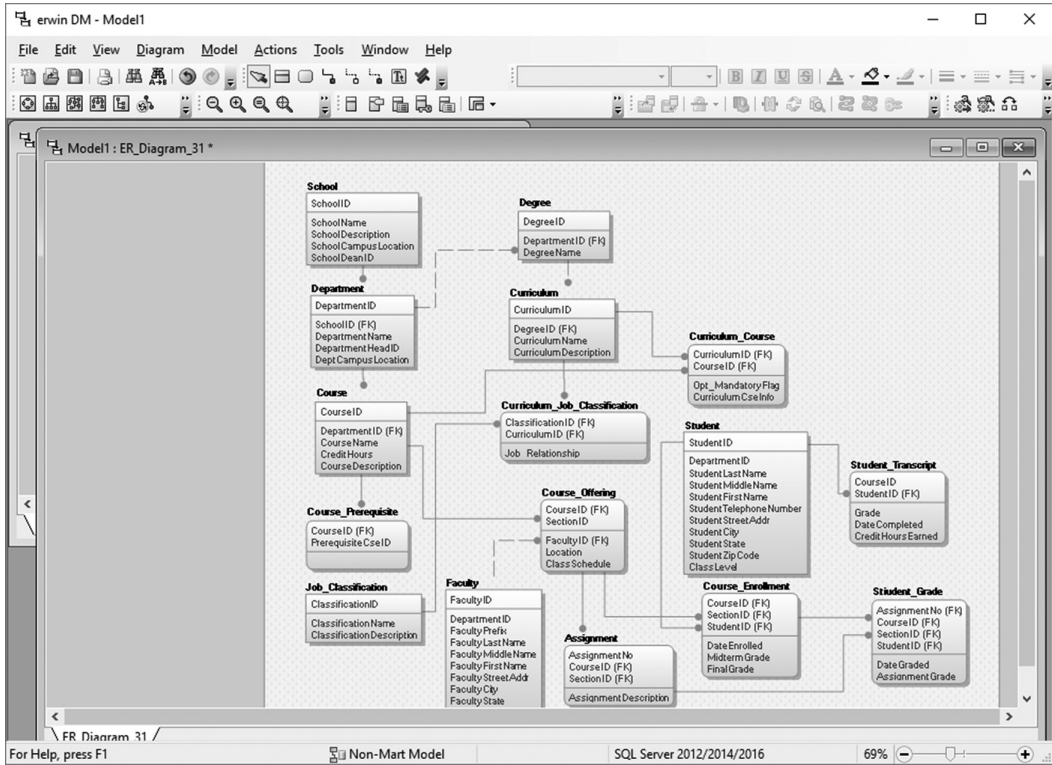 erwin DM - Model1
File Edit View Diagram Model Actions Tools Window Help
B I U S A
Model1 : ER_Diagram_31 *
School
SchoolID
SchoolName
SchoolDescription
SchoolCampusLocation
SchoolDeanID
Degree
DegreeID
DepartmentID (FK)
DegreeName
Department
DepartmentID
SchoolID (FK)
DepartmentName
DepartmentHeadID
DeptCampusLocation
Curriculum
CurriculumID
DegreeID (FK)
CurriculumName
CurriculumDescription
Curriculum_Course
CurriculumID (FK)
CourseID (FK)
Opt_MandatoryFlag
CurriculumCseInfo
Course
CourseID
DepartmentID (FK)
CourseName
CreditHours
CourseDescription
Curriculum_Job_Classification
ClassificationID (FK)
CurriculumID (FK)
Job_Relationship
Student
StudentID
DepartmentID
StudentLastName
StudentMiddleName
StudentFirstName
StudentTelephoneNumber
StudentStreetAddr
StudentCity
StudentState
StudentZipCode
ClassLevel
Student_Transcript
CourseID
StudentID (FK)
Grade
DateCompleted
CreditHoursEarned
Course_Prerequisite
CourseID (FK)
PrerequisiteCseID
Course_Offering
CourseID (FK)
SectionID
FacultyID (FK)
Location
ClassSchedule
Job_Classification
ClassificationID
ClassificationName
ClassificationDescription
Faculty
FacultyID
DepartmentID
FacultyPrefix
FacultyLastName
FacultyMiddleName
FacultyFirstName
FacultyStreetAddr
FacultyCity
FacultyState
Assignment
AssignmentNo
CourseID (FK)
SectionID (FK)
AssignmentDescription
Course_Enrollment
CourseID (FK)
SectionID (FK)
StudentID (FK)
DateEnrolled
MidtermGrade
FinalGrade
Stiudent_Grade
AssignmentNo (FK)
CourseID (FK)
SectionID (FK)
StudentID (FK)
DateGraded
AssignmentGrade
ER_Diagram_31
For Help, press F1
Non-Mart Model
SQL Server 2012/2014/2016
69%